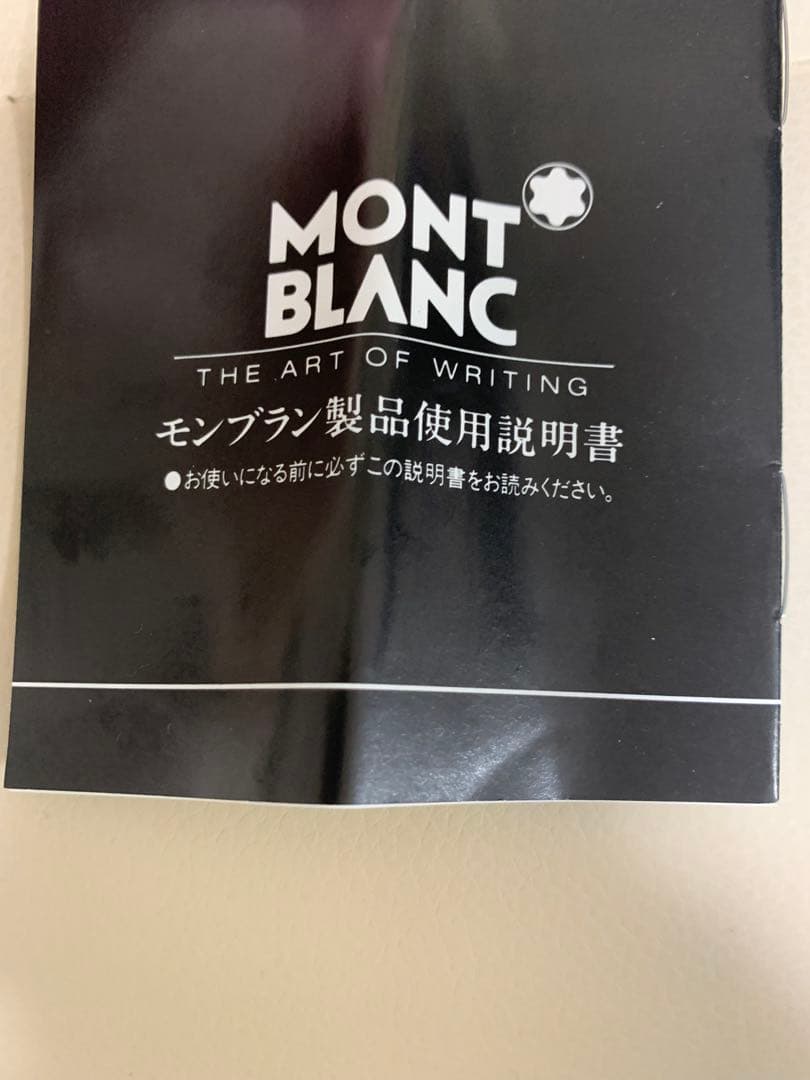 MONT
BLANC
THE ART OF WRITING
モンブラン製品使用説明書
●お使いになる前に必ずこの説明書をお読みください。